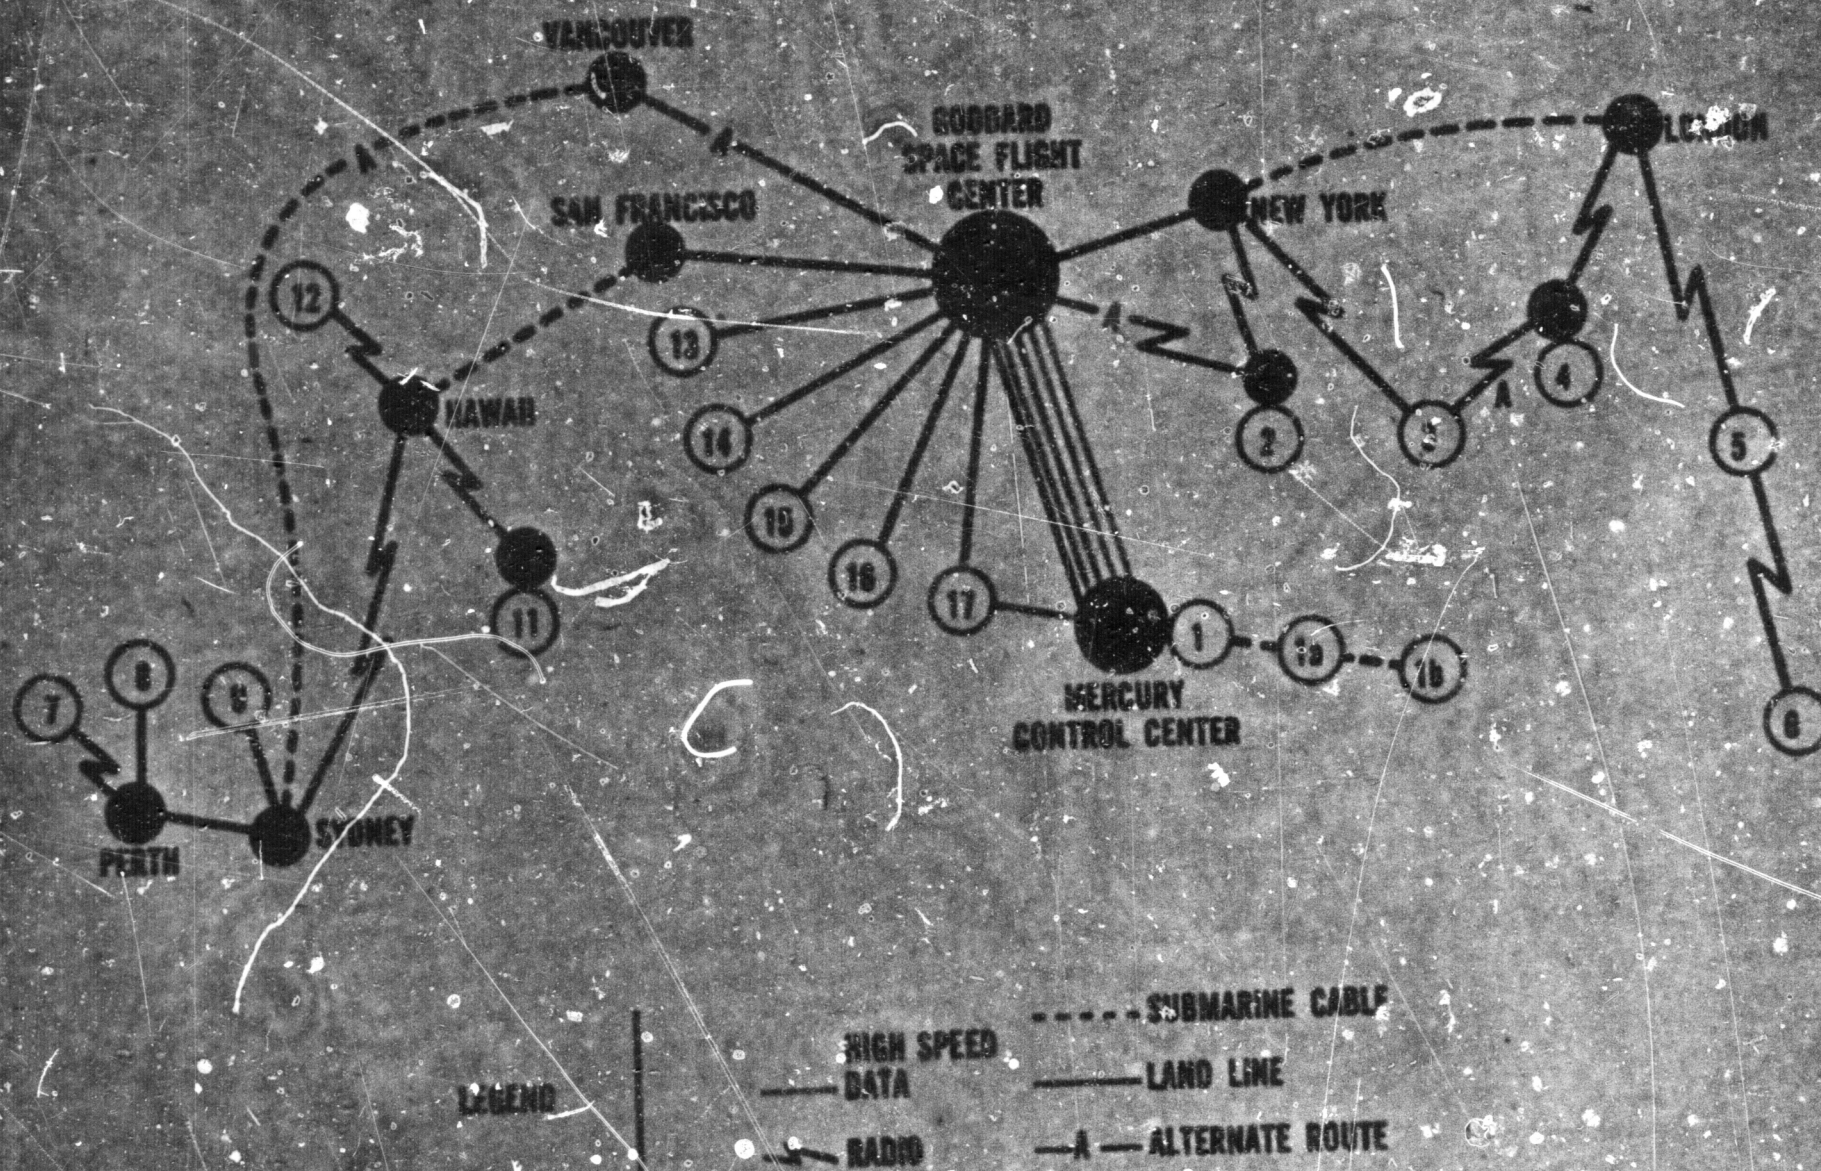 VANCOUVER
GODDARD
SPACE FLIGHT
CENTER
LONDON
SAN FRANCISCO
NEW YORK
A
A
12
13
A
HAWAII
14
2
3
A
4
5
15
16
17
11
1
1a
1b
7
8
9
6
MERCURY
CONTROL CENTER
PERTH
SYDNEY
LEGEND
HIGH SPEED
DATA
RADIO
SUBMARINE CABLE
LAND LINE
A ALTERNATE ROUTE